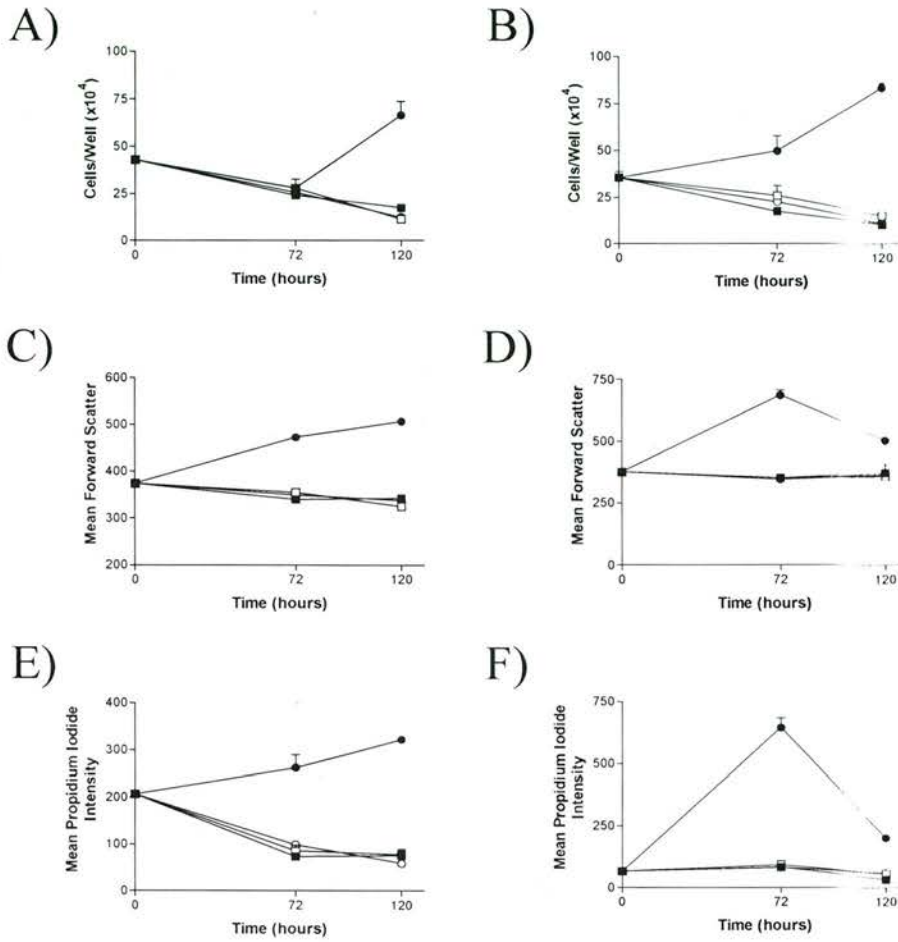 A)
Cells/Well (x10⁴)
100
75
50
25
0
0
72
120
Time (hours)
B)
Cells/Well (x10⁴)
100
75
50
25
0
0
72
120
Time (hours)
C)
Mean Forward Scatter
600
500
400
300
200
0
72
120
Time (hours)
D)
Mean Forward Scatter
750
500
250
0
0
72
120
Time (hours)
E)
Mean Propidium Iodide
Intensity
400
300
200
100
0
0
72
120
Time (hours)
F)
Mean Propidium Iodide
Intensity
750
500
250
0
0
72
120
Time (hours)